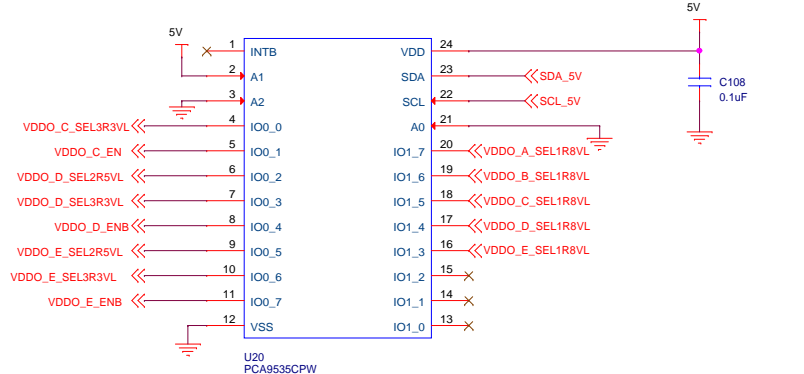 5V
5V
1 INTB VDD 24
2 A1 SDA 23 SDA_5V
C108
0.1uF
3 A2 SCL 22 SCL_5V
VDDO_C_SEL3R3VL 4 IO0_0 A0 21
VDDO_C_EN 5 IO0_1 IO1_7 20 VDDO_A_SEL1R8VL
VDDO_D_SEL2R5VL 6 IO0_2 IO1_6 19 VDDO_B_SEL1R8VL
VDDO_D_SEL3R3VL 7 IO0_3 IO1_5 18 VDDO_C_SEL1R8VL
VDDO_D_ENB 8 IO0_4 IO1_4 17 VDDO_D_SEL1R8VL
VDDO_E_SEL2R5VL 9 IO0_5 IO1_3 16 VDDO_E_SEL1R8VL
VDDO_E_SEL3R3VL 10 IO0_6 IO1_2 15
VDDO_E_ENB 11 IO0_7 IO1_1 14
12 VSS IO1_0 13
U20
PCA9535CPW